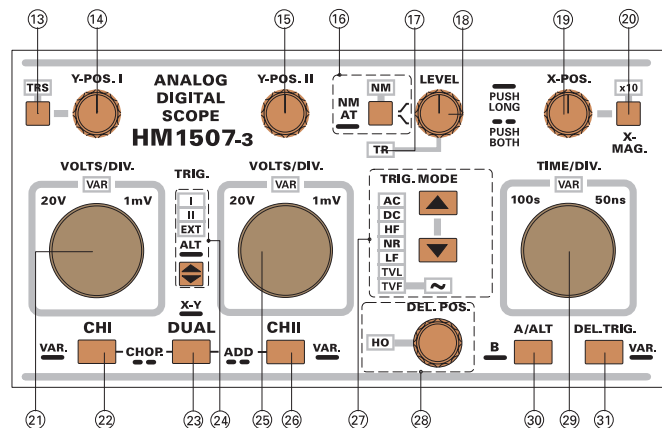 13 14 15 16 17 18 19 20
TRS
Y-POS. I
ANALOG
DIGITAL
SCOPE
HM1507-3
Y-POS. II
NM
AT
NM
LEVEL
TR
PUSH
LONG
PUSH
BOTH
X-POS.
x10
X-
MAG.
VOLTS/DIV.
VAR
20V 1mV
TRIG.
I
II
EXT
ALT
VOLTS/DIV.
VAR
20V 1mV
TRIG. MODE
AC
DC
HF
NR
LF
TVL
TVF
~
TIME/DIV.
VAR
100s 50ns
X-Y
DEL. POS.
HO
VAR.
CHI
CHOP.
DUAL
ADD
CHII
VAR.
B
A/ALT
DEL.TRIG.
VAR.
21 22 23 24 25 26 27 28 30 29 31